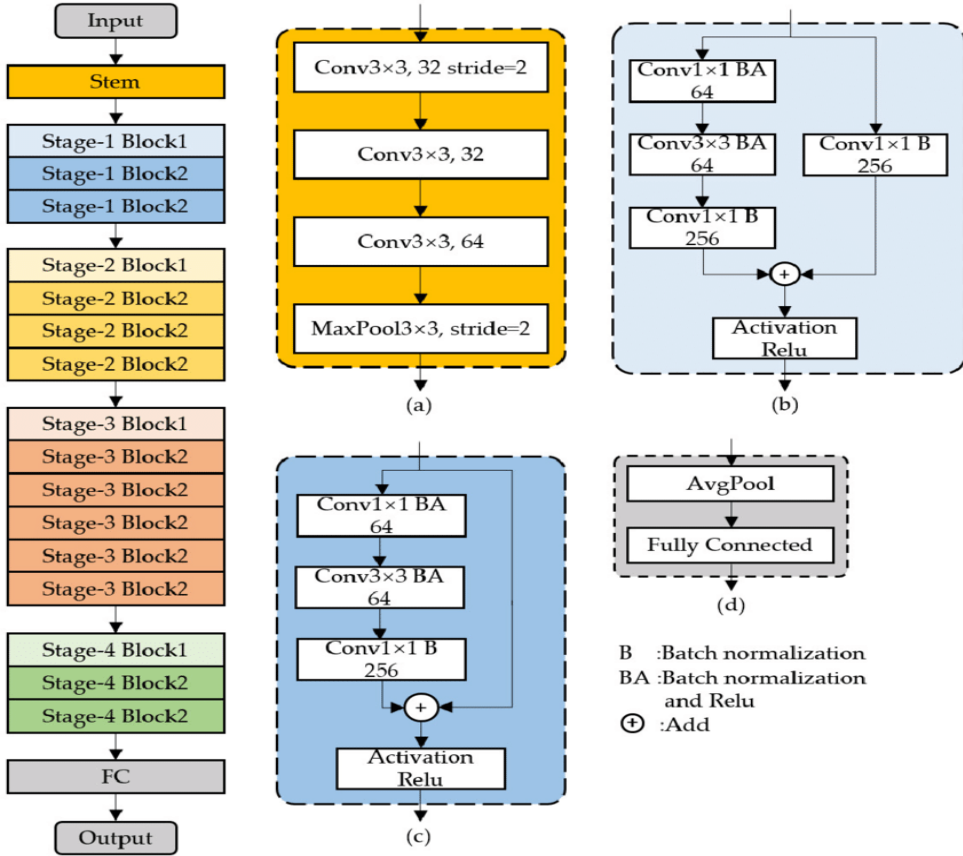 Input
Stem
Stage-1 Block1
Stage-1 Block2
Stage-1 Block2
Stage-2 Block1
Stage-2 Block2
Stage-2 Block2
Stage-2 Block2
Stage-3 Block1
Stage-3 Block2
Stage-3 Block2
Stage-3 Block2
Stage-3 Block2
Stage-3 Block2
Stage-4 Block1
Stage-4 Block2
Stage-4 Block2
FC
Output
Conv3×3, 32 stride=2
Conv3×3, 32
Conv3×3, 64
MaxPool3×3, stride=2
(a)
Conv1×1 BA
64
Conv3×3 BA
64
Conv1×1 B
256
Conv1×1 B
256
+
Activation
Relu
(b)
Conv1×1 BA
64
Conv3×3 BA
64
Conv1×1 B
256
+
Activation
Relu
(c)
AvgPool
Fully Connected
(d)
B :Batch normalization
BA :Batch normalization
and Relu
⊕ :Add